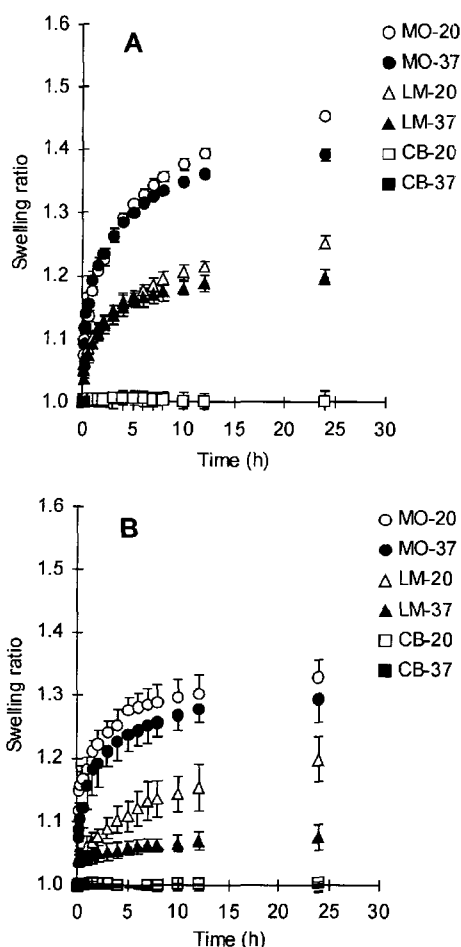 A
1.6
1.5
1.4
1.3
1.2
1.1
1.0
Swelling ratio
0 5 10 15 20 25 30
Time (h)
MO-20
MO-37
LM-20
LM-37
CB-20
CB-37
B
1.6
1.5
1.4
1.3
1.2
1.1
1.0
Swelling ratio
0 5 10 15 20 25 30
Time (h)
MO-20
MO-37
LM-20
LM-37
CB-20
CB-37